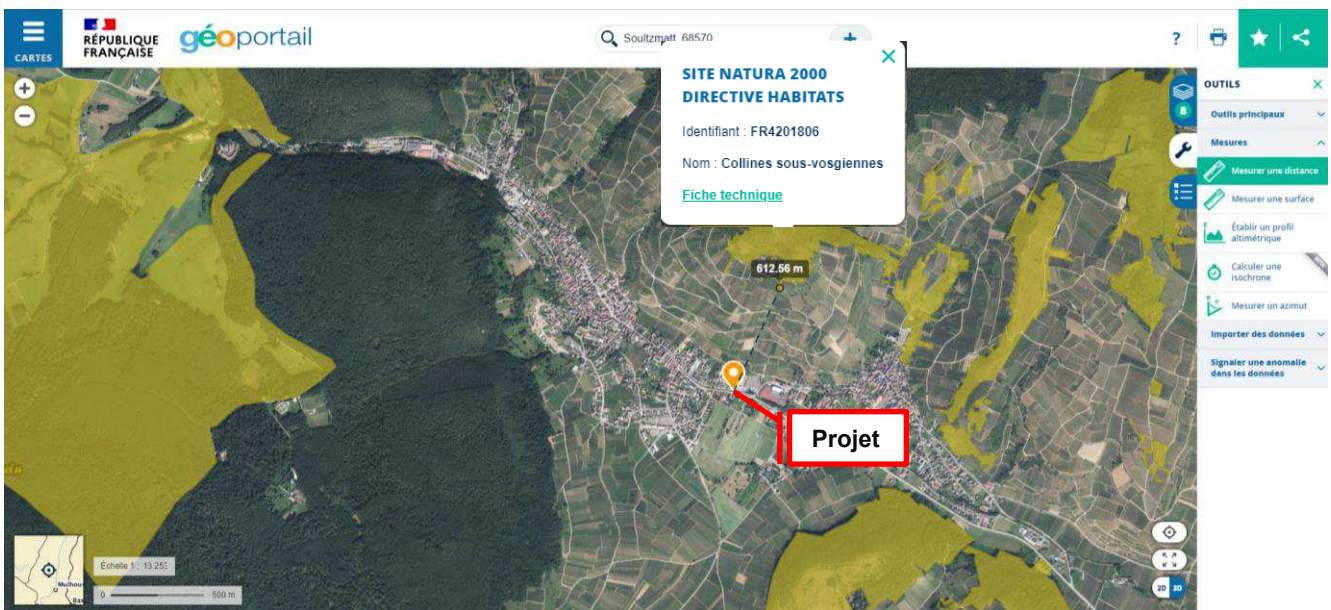 CARTES
RÉPUBLIQUE
FRANÇAISE
géoportail
Soultzmatt, 68570
+
?
SITE NATURA 2000
DIRECTIVE HABITATS
Identifiant : FR4201806
Nom : Collines sous-vosgiennes
Fiche technique
612.56 m
Projet
OUTILS
Outils principaux
Mesures
Mesurer une distance
Mesurer une surface
Établir un profil
altimétrique
Calculer une
isochrone
Mesurer un azimut
Importer des données
Signaler une anomalie
dans les données
8
Échelle 1 : 13 25
0
500 m
2D
3D